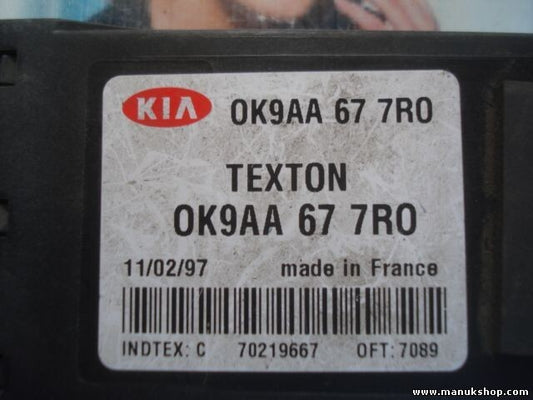 KIA OK9AA 67 7RO
TEXTON
OK9AA 67 7RO
11/02/97 made in France
INDTEX: C 70219667 OFT: 7089
www.manukshop.com